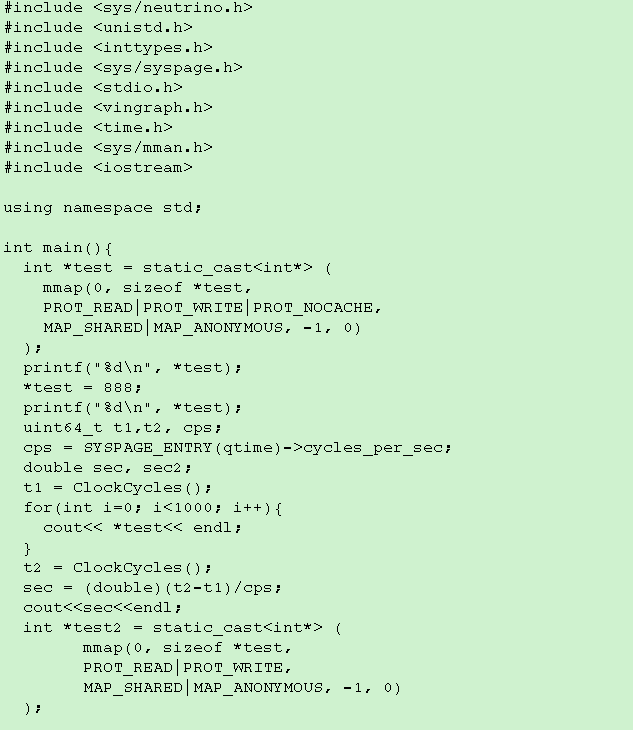 #include <sys/neutrino.h>
#include <unistd.h>
#include <inttypes.h>
#include <sys/syspage.h>
#include <stdio.h>
#include <vingraph.h>
#include <time.h>
#include <sys/mman.h>
#include <iostream>

using namespace std;

int main(){
  int *test = static_cast<int*> (
    mmap(0, sizeof *test,
    PROT_READ|PROT_WRITE|PROT_NOCACHE,
    MAP_SHARED|MAP_ANONYMOUS, -1, 0)
  );
  printf("%d\n", *test);
  *test = 888;
  printf("%d\n", *test);
  uint64_t t1,t2, cps;
  cps = SYSPAGE_ENTRY(qtime)->cycles_per_sec;
  double sec, sec2;
  t1 = ClockCycles();
  for(int i=0; i<1000; i++){
    cout<< *test<< endl;
  }
  t2 = ClockCycles();
  sec = (double)(t2-t1)/cps;
  cout<<sec<<endl;
  int *test2 = static_cast<int*> (
        mmap(0, sizeof *test,
        PROT_READ|PROT_WRITE,
        MAP_SHARED|MAP_ANONYMOUS, -1, 0)
  );